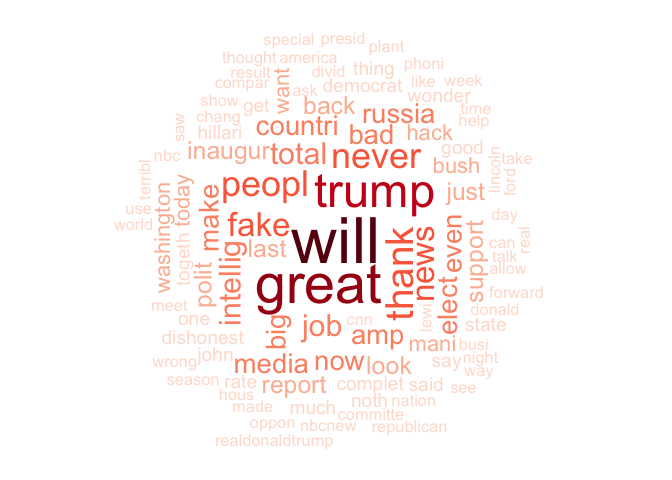 special presid
thought america plant
result divid thing phoni
compar want ask democrat like week
show get back wonder
saw chang countri russia time
hillari bad hack help
nbc inaugur total never good lincoln take
terribl today peopl trump bush ford
use make fake just day
world washington togeth last will thank news even support can real
polit intellig great elect talk allow
meet big job cnn amp lewi donald forward
one mani state
dishonest media now look say busi
wrong john night
season rate report complet said see way
hous made much noth nation
oppon nbcnew committe republican
realdonaldtrump